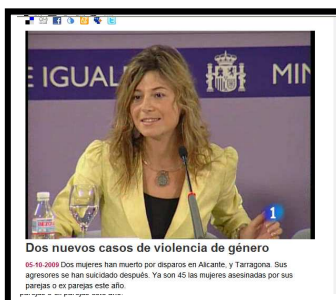 E IGUAL
MIN
1
Dos nuevos casos de violencia de género
05-10-2009 Dos mujeres han muerto por disparos en Alicante, y Tarragona. Sus
agresores se han suicidado después. Ya son 45 las mujeres asesinadas por sus
parejas o ex parejas este año.